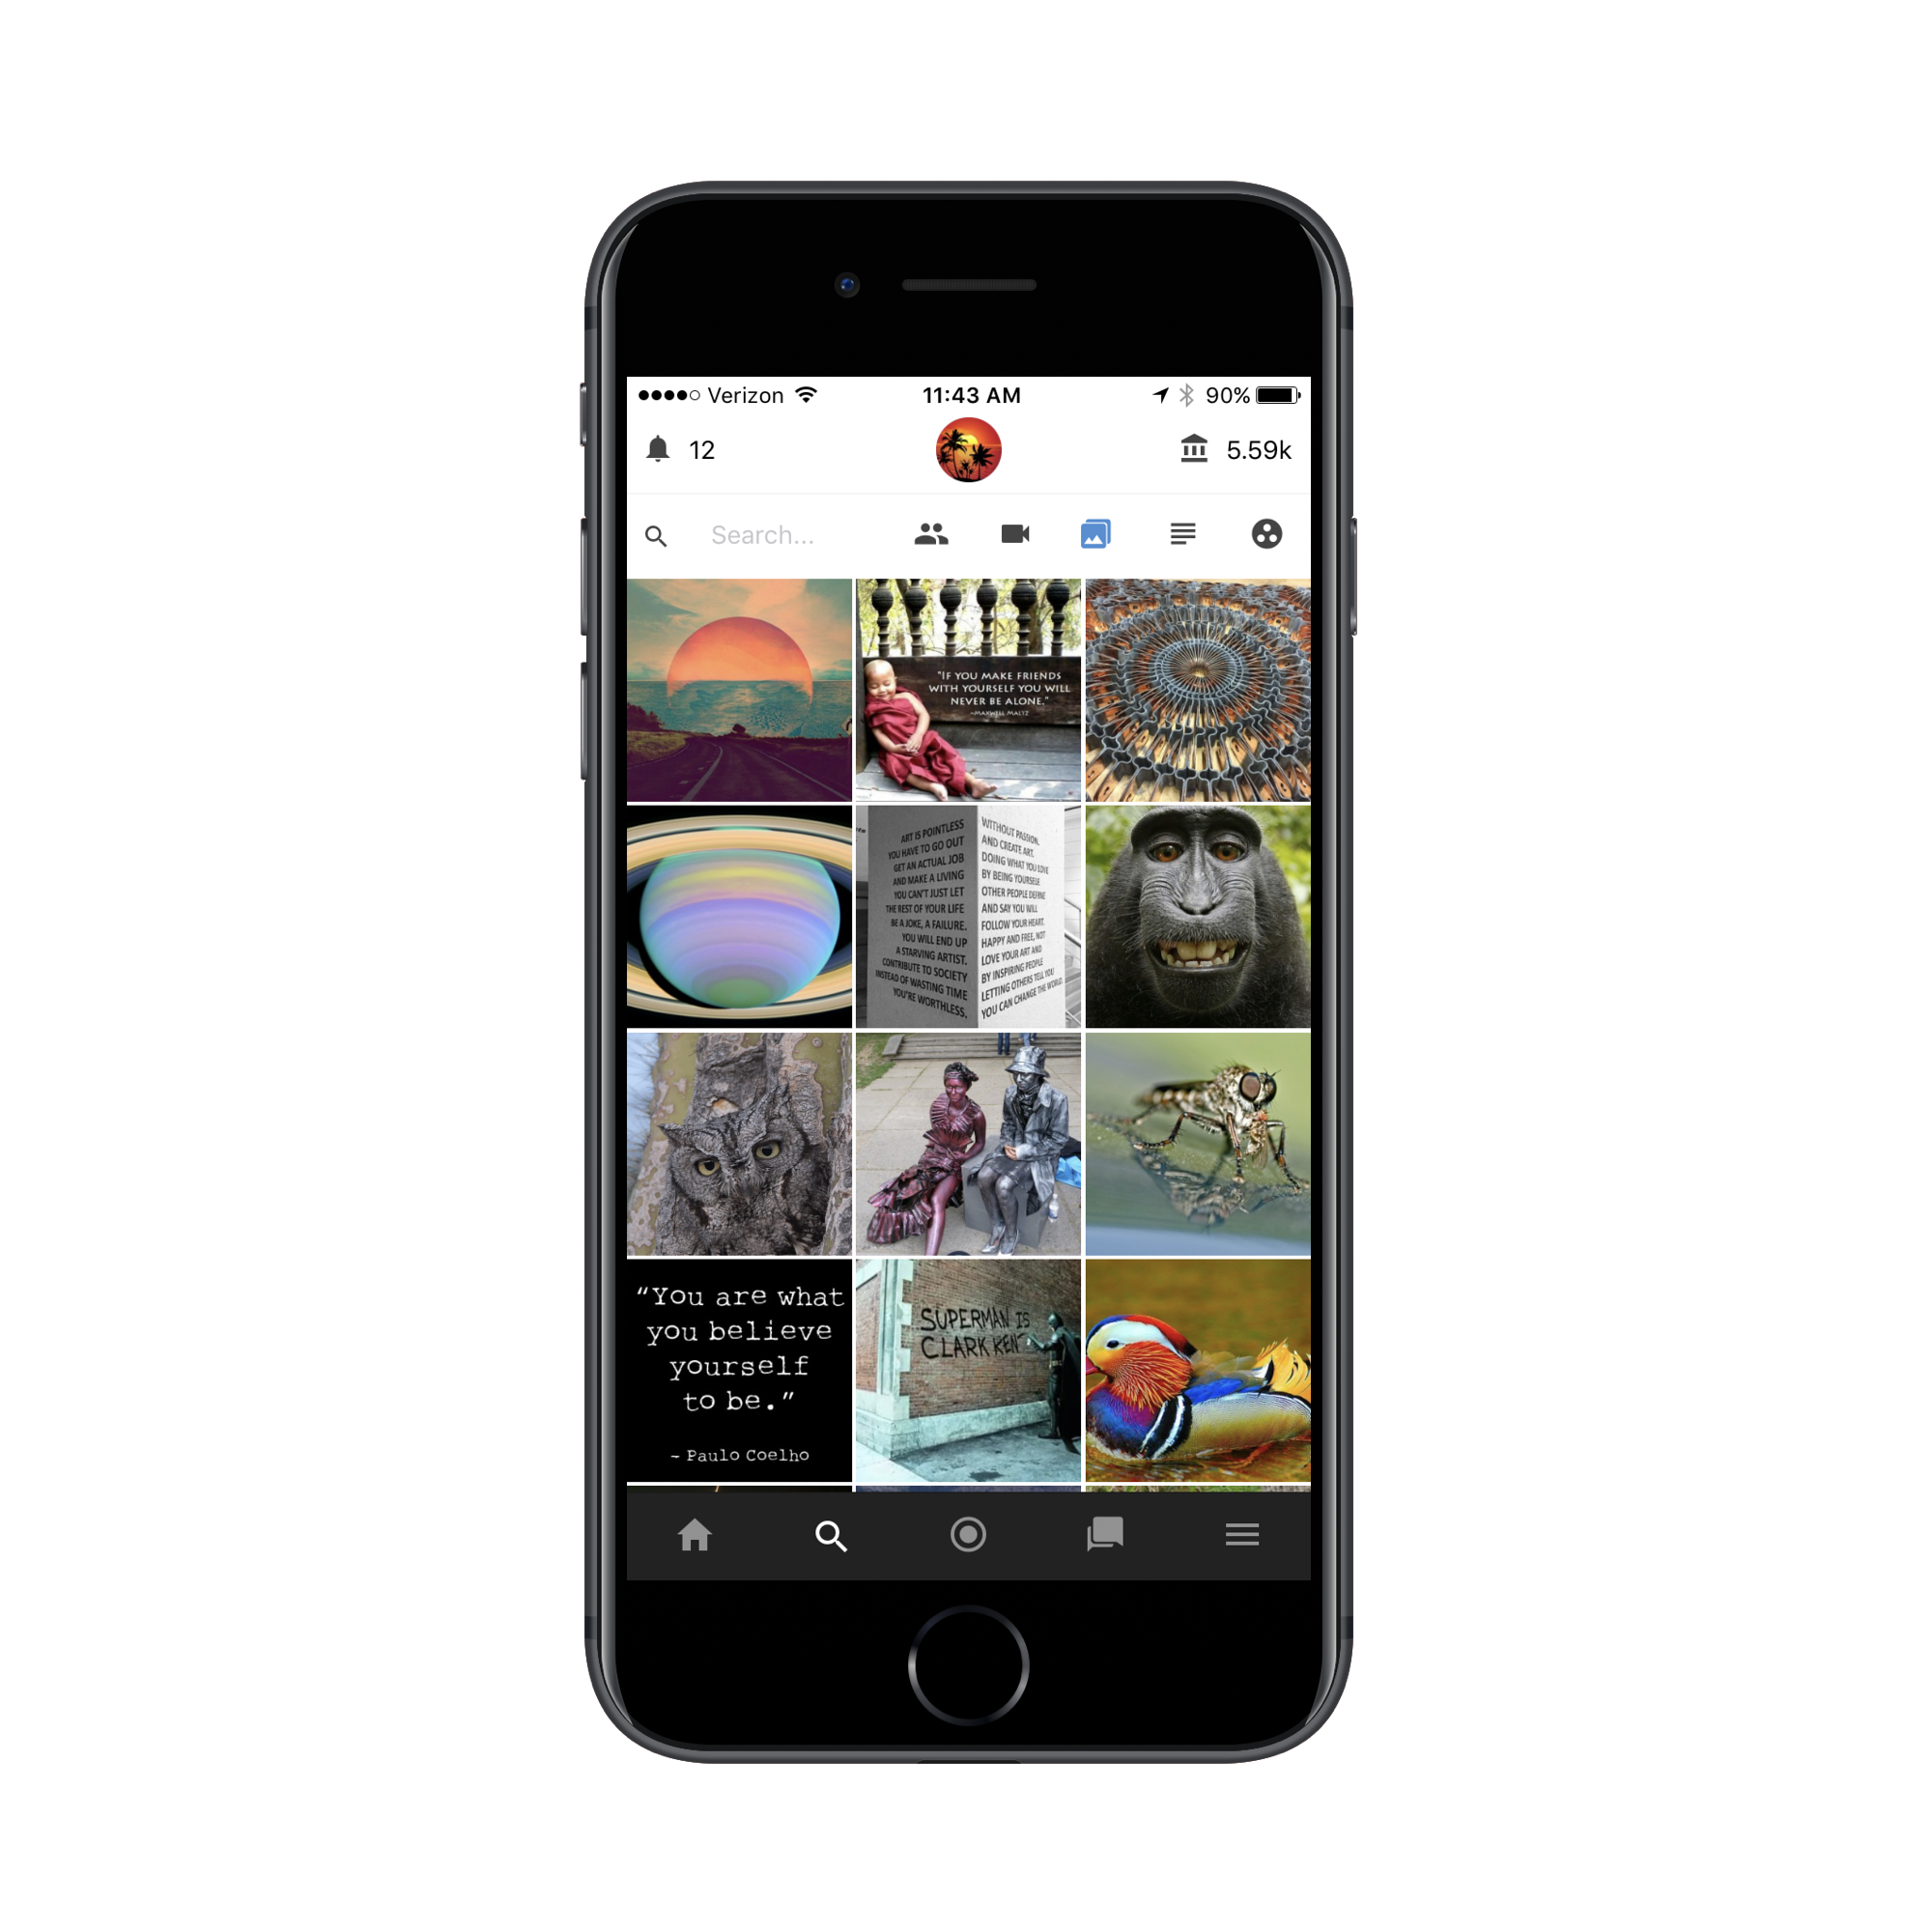 Verizon 11:43 AM 90%
12 5.59k
Search...
"IF YOU MAKE FRIENDS
WITH YOURSELF YOU WILL
NEVER BE ALONE."
~MAXWELL MALTZ
ART IS POINTLESS
YOU HAVE TO GO OUT
GET AN ACTUAL JOB
AND MAKE A LIVING
YOU CAN'T JUST LET
THE REST OF YOUR LIFE
BE A JOKE, A FAILURE.
YOU WILL END UP
A STARVING ARTIST.
CONTRIBUTE TO SOCIETY
INSTEAD OF WASTING TIME
YOU'RE WORTHLESS.
WITHOUT PASSION,
AND CREATE ART.
DOING WHAT YOU LOVE
BY BEING YOURSELF.
OTHER PEOPLE DEFINE
AND SAY YOU WILL
FOLLOW YOUR HEART.
HAPPY AND FREE, NOT
LOVE YOUR ART AND
BY INSPIRING PEOPLE
LETTING OTHERS TELL YOU
YOU CAN CHANGE THE WORLD.
“You are what
you believe
yourself
to be.”
~ Paulo Coelho
SUPERMAN IS
CLARK KEN